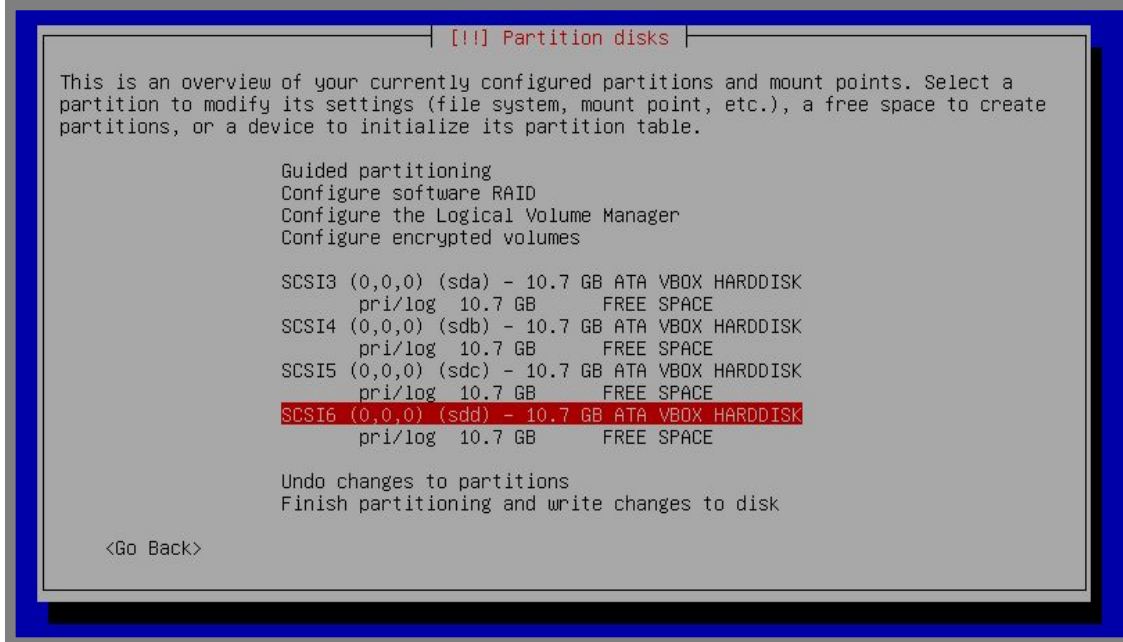 [!!] Partition disks
This is an overview of your currently configured partitions and mount points. Select a
partition to modify its settings (file system, mount point, etc.), a free space to create
partitions, or a device to initialize its partition table.
Guided partitioning
Configure software RAID
Configure the Logical Volume Manager
Configure encrypted volumes
SCSI3 (0,0,0) (sda) - 10.7 GB ATA VBOX HARDDISK
pri/log 10.7 GB FREE SPACE
SCSI4 (0,0,0) (sdb) - 10.7 GB ATA VBOX HARDDISK
pri/log 10.7 GB FREE SPACE
SCSI5 (0,0,0) (sdc) - 10.7 GB ATA VBOX HARDDISK
pri/log 10.7 GB FREE SPACE
SCSI6 (0,0,0) (sdd) - 10.7 GB ATA VBOX HARDDISK
pri/log 10.7 GB FREE SPACE
Undo changes to partitions
Finish partitioning and write changes to disk
<Go Back>